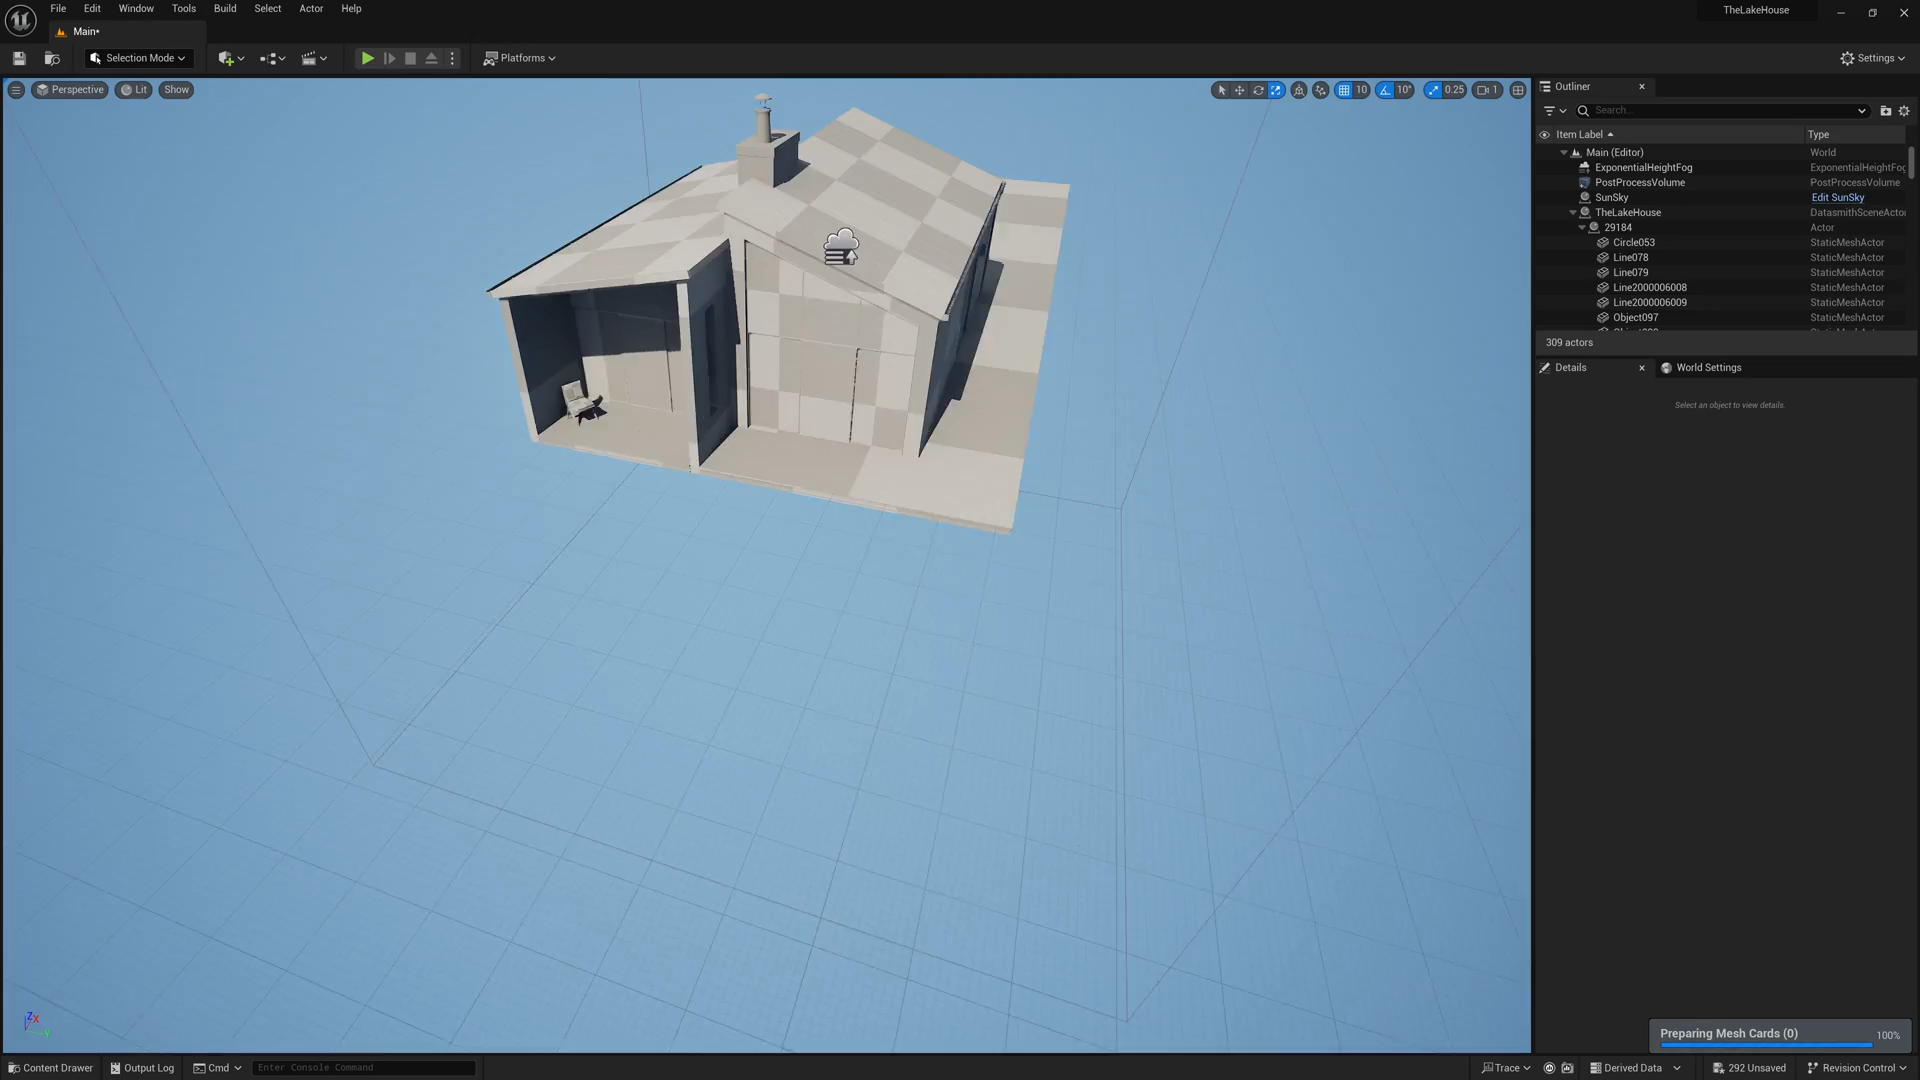 File Edit Window Tools Build Select Actor Help
TheLakeHouse
Main*
Selection Mode
Platforms
Settings
Perspective
Lit
Show
10
10°
0.25
1
Outliner
Search...
Item Label
Type
Main (Editor) World
ExponentialHeightFog ExponentialHeightFog
PostProcessVolume PostProcessVolume
SunSky Edit SunSky
TheLakeHouse DatasmithSceneActor
29184 Actor
Circle053 StaticMeshActor
Line078 StaticMeshActor
Line079 StaticMeshActor
Line2000006008 StaticMeshActor
Line2000006009 StaticMeshActor
Object097 StaticMeshActor
309 actors
Details
World Settings
Select an object to view details.
Z X
Y
Preparing Mesh Cards (0) 100%
Content Drawer
Output Log
Cmd
Enter Console Command
Trace
Derived Data
292 Unsaved
Revision Control